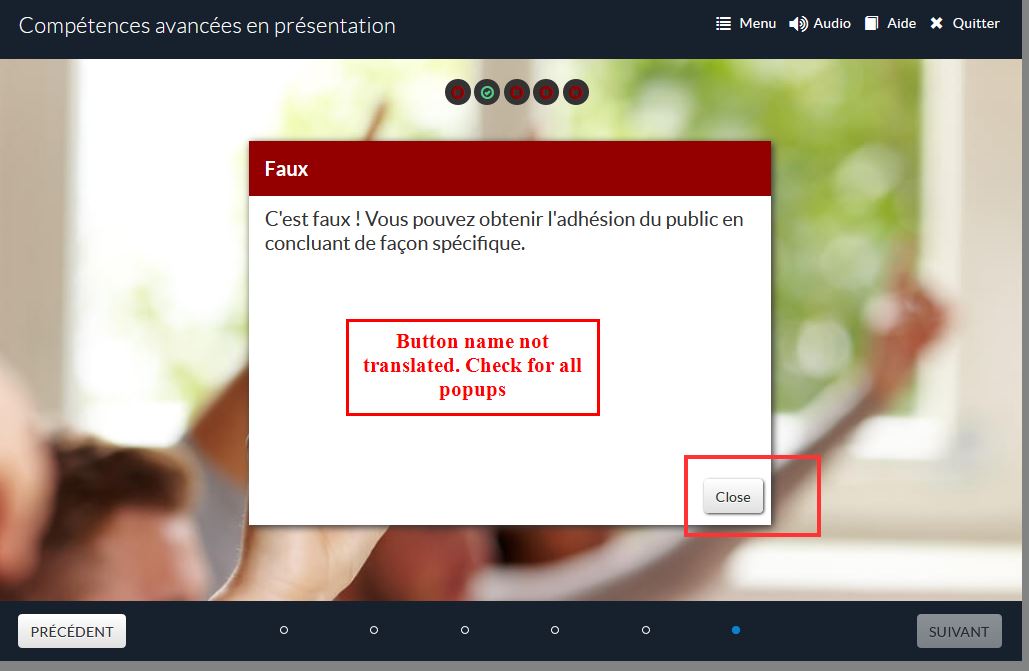 Compétences avancées en présentation
Menu Audio Aide Quitter
Faux
C'est faux ! Vous pouvez obtenir l'adhésion du public en
concluant de façon spécifique.
Button name not
translated. Check for all
popups
Close
PRÉCÉDENT
SUIVANT